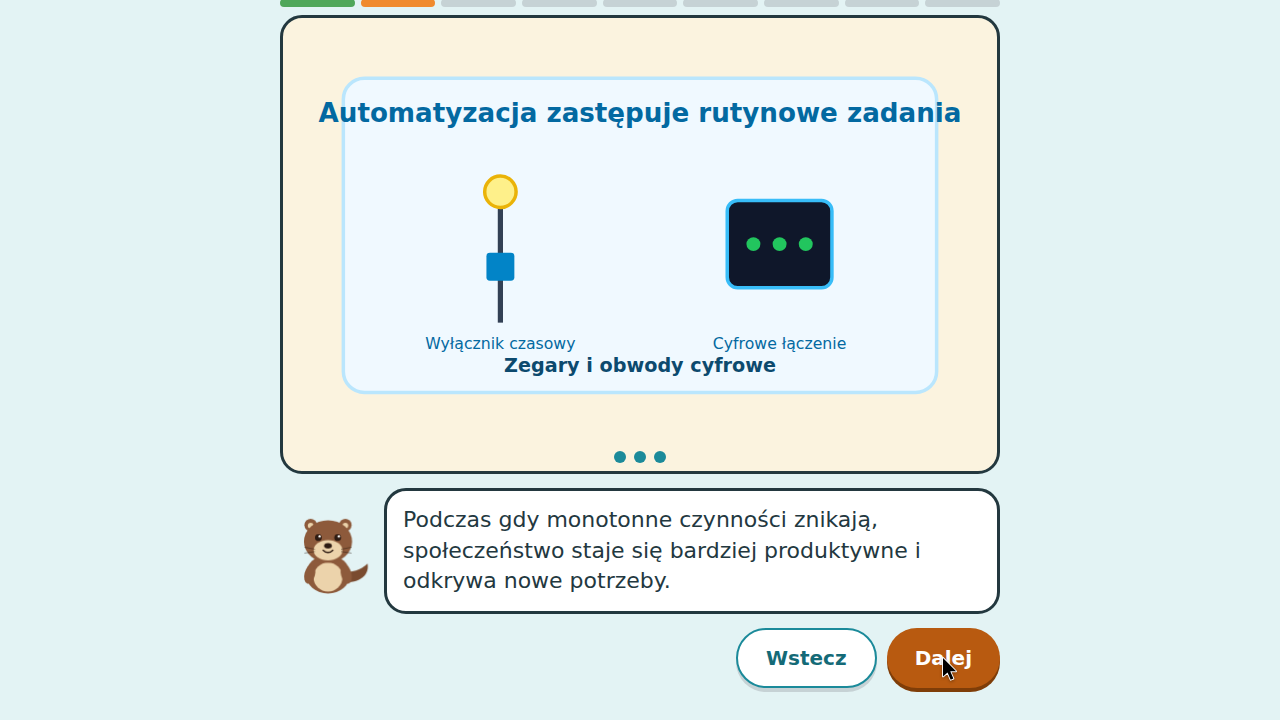 Automatyzacja zastępuje rutynowe zadania
Wyłącznik czasowy
Cyfrowe łączenie
Zegary i obwody cyfrowe
Podczas gdy monotonne czynności znikają,
społeczeństwo staje się bardziej produktywne i
odkrywa nowe potrzeby.
Wstecz
Dalej